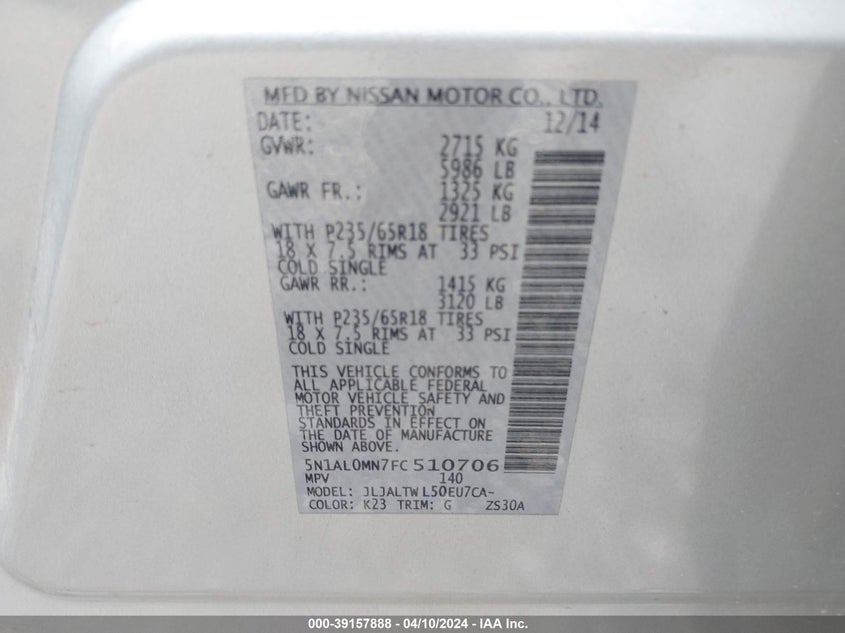 MFD BY NISSAN MOTOR CO., LTD.
DATE: 12/14
GVWR: 2715 KG
5986 LB
GAWR FR.: 1325 KG
2921 LB
WITH P235/65R18 TIRES
18 X 7.5 RIMS AT 33 PSI
COLD SINGLE
GAWR RR.: 1415 KG
3120 LB
WITH P235/65R18 TIRES
18 X 7.5 RIMS AT 33 PSI
COLD SINGLE
THIS VEHICLE CONFORMS TO
ALL APPLICABLE FEDERAL
MOTOR VEHICLE SAFETY AND
THEFT PREVENTION
STANDARDS IN EFFECT ON
THE DATE OF MANUFACTURE
SHOWN ABOVE.
5N1AL0MN7FC510706
MPV 140
MODEL: JLJALTWL50EU7CA-
COLOR: K23 TRIM: G ZS30A
000-39157888 - 04/10/2024 - IAA Inc.